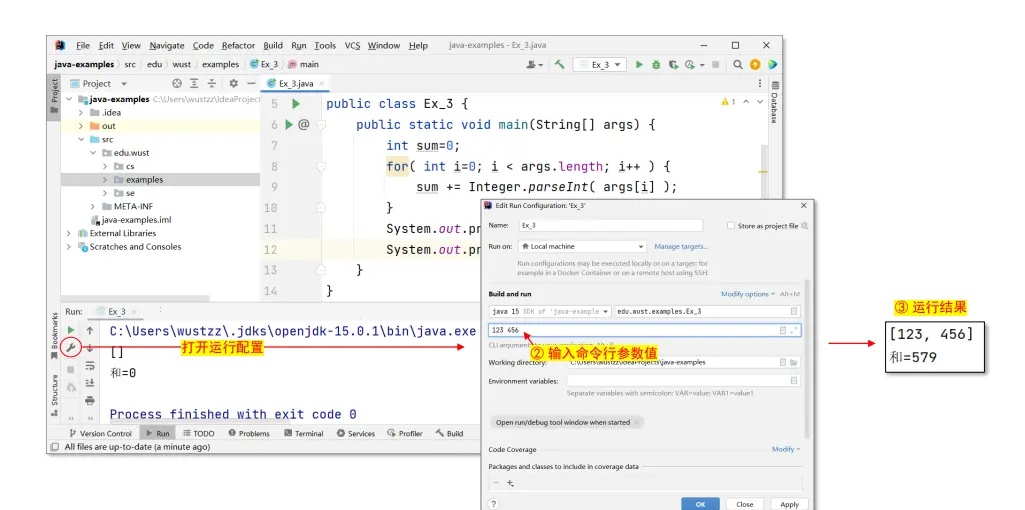 File Edit View Navigate Code Refactor Build Run Tools VCS Window Help java-examples - Ex_3.java
java-examples src edu wust examples Ex_3 main
Ex_3
Project
Ex_3.java
Project
java-examples C:\Users\wustzz\IdeaProject
.idea
out
src
edu.wust
cs
examples
se
META-INF
java-examples.iml
External Libraries
Scratches and Consoles
5 public class Ex_3 {
6 @ public static void main(String[] args) {
7 int sum=0;
8 for( int i=0; i < args.length; i++ ) {
9 sum += Integer.parseInt( args[i] );
10 }
11 System.out.pr
12 System.out.pr
13 }
14 }
1
Database
Run: Ex_3
C:\Users\wustzz\.jdks\openjdk-15.0.1\bin\java.exe
[]
和=0
Process finished with exit code 0
打开运行配置
Bookmarks
Structure
Version Control Run TODO Problems Terminal Services Profiler Build
All files are up-to-date (a minute ago)
Edit Run Configuration: 'Ex_3'
Name: Ex_3 Store as project file
Run on: Local machine Manage targets...
Run configurations may be executed locally or on a target: for
example in a Docker Container or on a remote host using SSH.
Build and run Modify options Alt+M
java 15 SDK of 'java-example edu.wust.examples.Ex_3
123 456
② 输入命令行参数值
CLI argument
Working directory: C:\Users\wustzz\IdeaProjects\java-examples
Environment variables:
Separate variables with semicolon: VAR=value; VAR1=value1
Open run/debug tool window when started
Code Coverage Modify
Packages and classes to include in coverage data
? OK Close Apply
③ 运行结果
[123, 456]
和=579